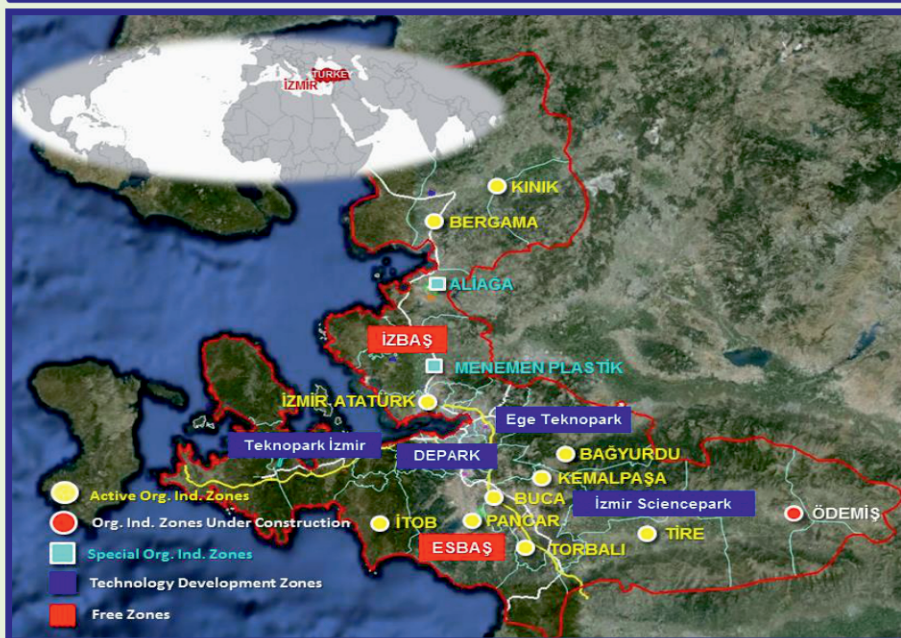 TURKEY
İZMİR
KINIK
BERGAMA
ALIAGA
İZBAŞ
MENEMEN PLASTİK
İZMİR ATATÜRK
Ege Teknopark
Teknopark İzmir
DEPARK
BAĞYURDU
KEMALPAŞA
BUCA
İzmir Sciencepark
İTOB
PANCAR
ÖDEMİŞ
TİRE
ESBAŞ
TORBALI
Active Org. Ind. Zones
Org. Ind. Zones Under Construction
Special Org. Ind. Zones
Technology Development Zones
Free Zones